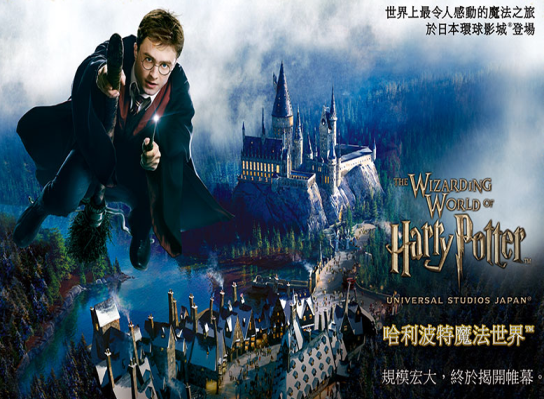 世界上最令人感動的魔法之旅
於日本環球影城®登場
THE WIZARDING
WORLD OF
Harry Potter™
UNIVERSAL STUDIOS JAPAN®
哈利波特魔法世界™
規模宏大，終於揭開帷幕。